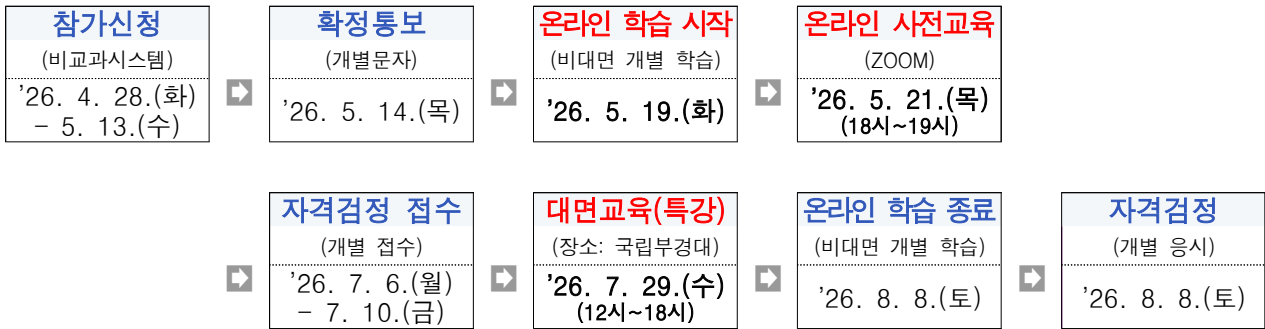 참가신청
(비교과시스템)
'26. 4. 28.(화)
- 5. 13.(수)
확정통보
(개별문자)
'26. 5. 14.(목)
온라인 학습 시작
(비대면 개별 학습)
'26. 5. 19.(화)
온라인 사전교육
(ZOOM)
'26. 5. 21.(목)
(18시~19시)
자격검정 접수
(개별 접수)
'26. 7. 6.(월)
- 7. 10.(금)
대면교육(특강)
(장소: 국립부경대)
'26. 7. 29.(수)
(12시~18시)
온라인 학습 종료
(비대면 개별 학습)
'26. 8. 8.(토)
자격검정
(개별 응시)
'26. 8. 8.(토)